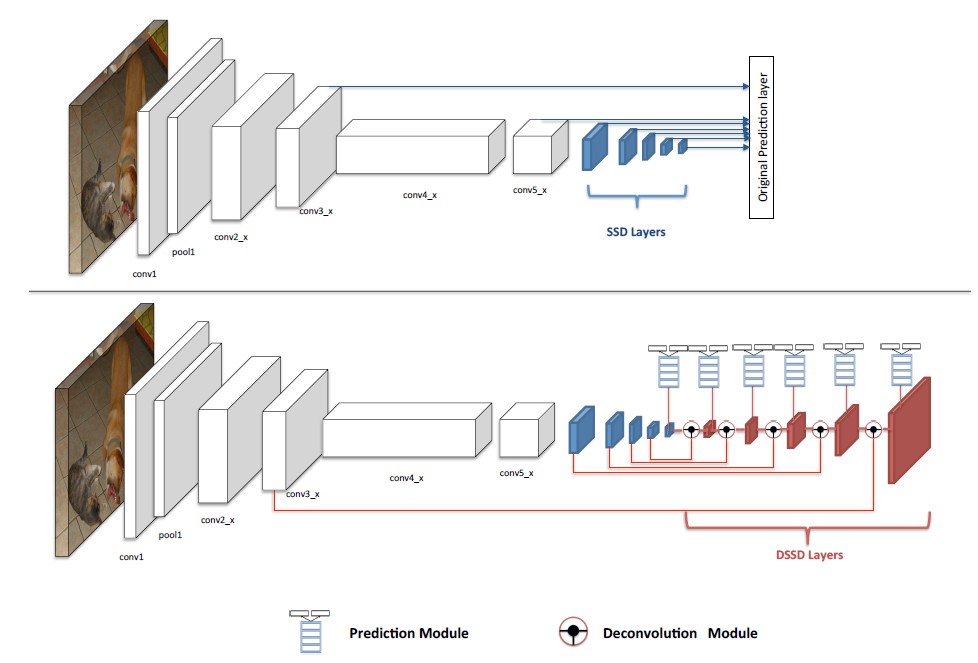 Original Prediction layer
conv1
pool1
conv2_x
conv3_x
conv4_x
conv5_x
SSD Layers
conv1
pool1
conv2_x
conv3_x
conv4_x
conv5_x
DSSD Layers
Prediction Module
Deconvolution Module